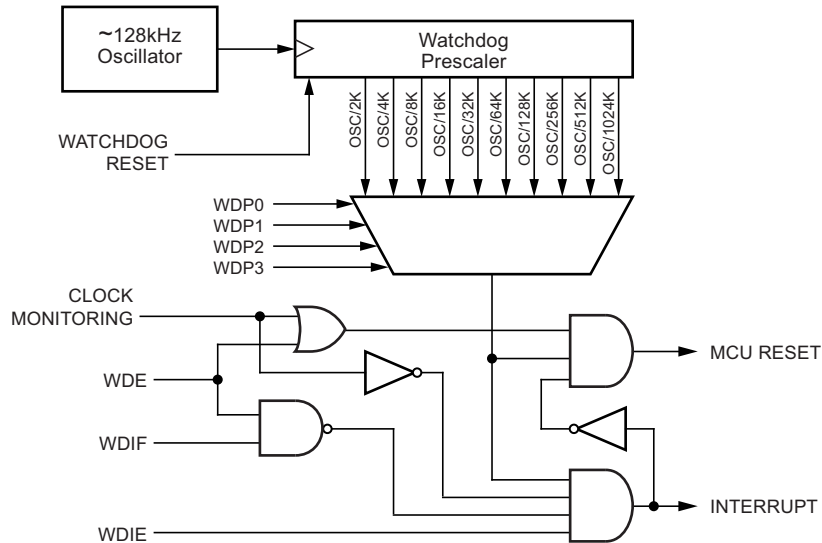 ~128kHz
Oscillator
Watchdog
Prescaler
OSC/2K
OSC/4K
OSC/8K
OSC/16K
OSC/32K
OSC/64K
OSC/128K
OSC/256K
OSC/512K
OSC/1024K
WATCHDOG
RESET
WDP0
WDP1
WDP2
WDP3
CLOCK
MONITORING
MCU RESET
WDE
WDIF
INTERRUPT
WDIE